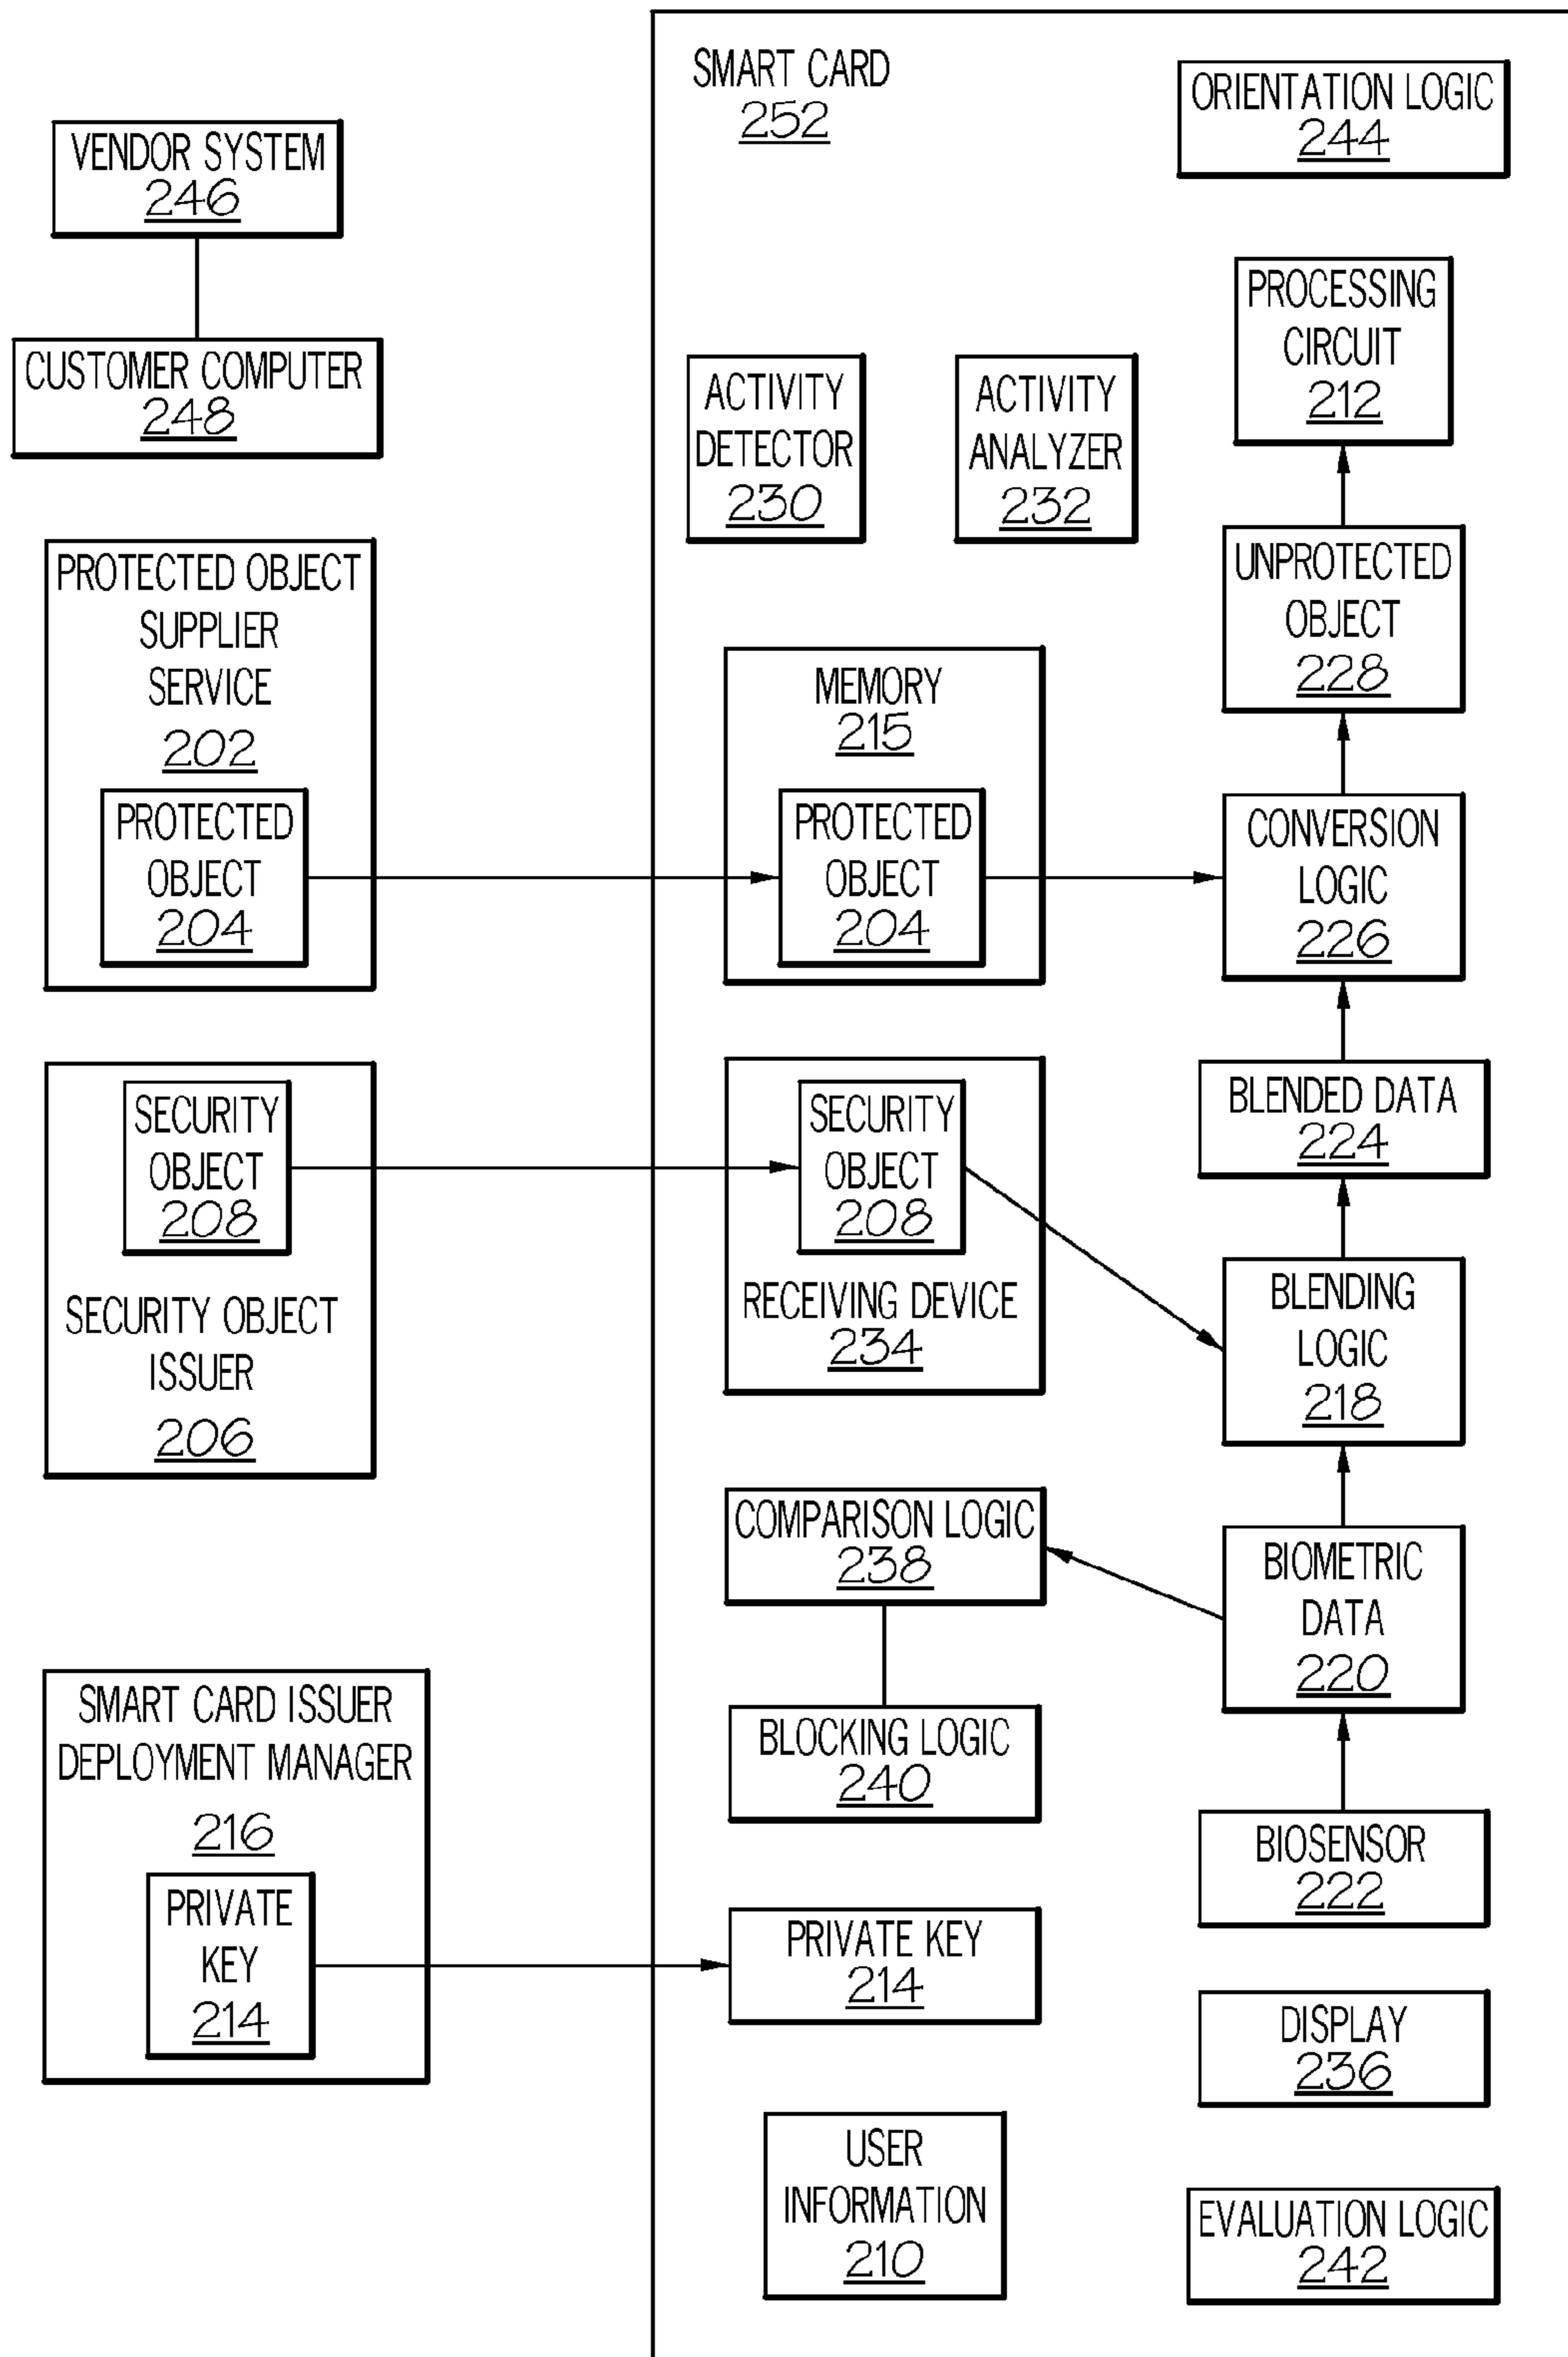 VENDOR SYSTEM
246
CUSTOMER COMPUTER
248
PROTECTED OBJECT
SUPPLIER
SERVICE
202
PROTECTED
OBJECT
204
SECURITY
OBJECT
208
SECURITY OBJECT
ISSUER
206
SMART CARD ISSUER
DEPLOYMENT MANAGER
216
PRIVATE
KEY
214
SMART CARD
252
ACTIVITY
DETECTOR
230
ACTIVITY
ANALYZER
232
MEMORY
215
PROTECTED
OBJECT
204
SECURITY
OBJECT
208
RECEIVING DEVICE
234
COMPARISON LOGIC
238
BLOCKING LOGIC
240
PRIVATE KEY
214
USER
INFORMATION
210
ORIENTATION LOGIC
244
PROCESSING
CIRCUIT
212
UNPROTECTED
OBJECT
228
CONVERSION
LOGIC
226
BLENDED DATA
224
BLENDING
LOGIC
218
BIOMETRIC
DATA
220
BIOSENSOR
222
DISPLAY
236
EVALUATION LOGIC
242